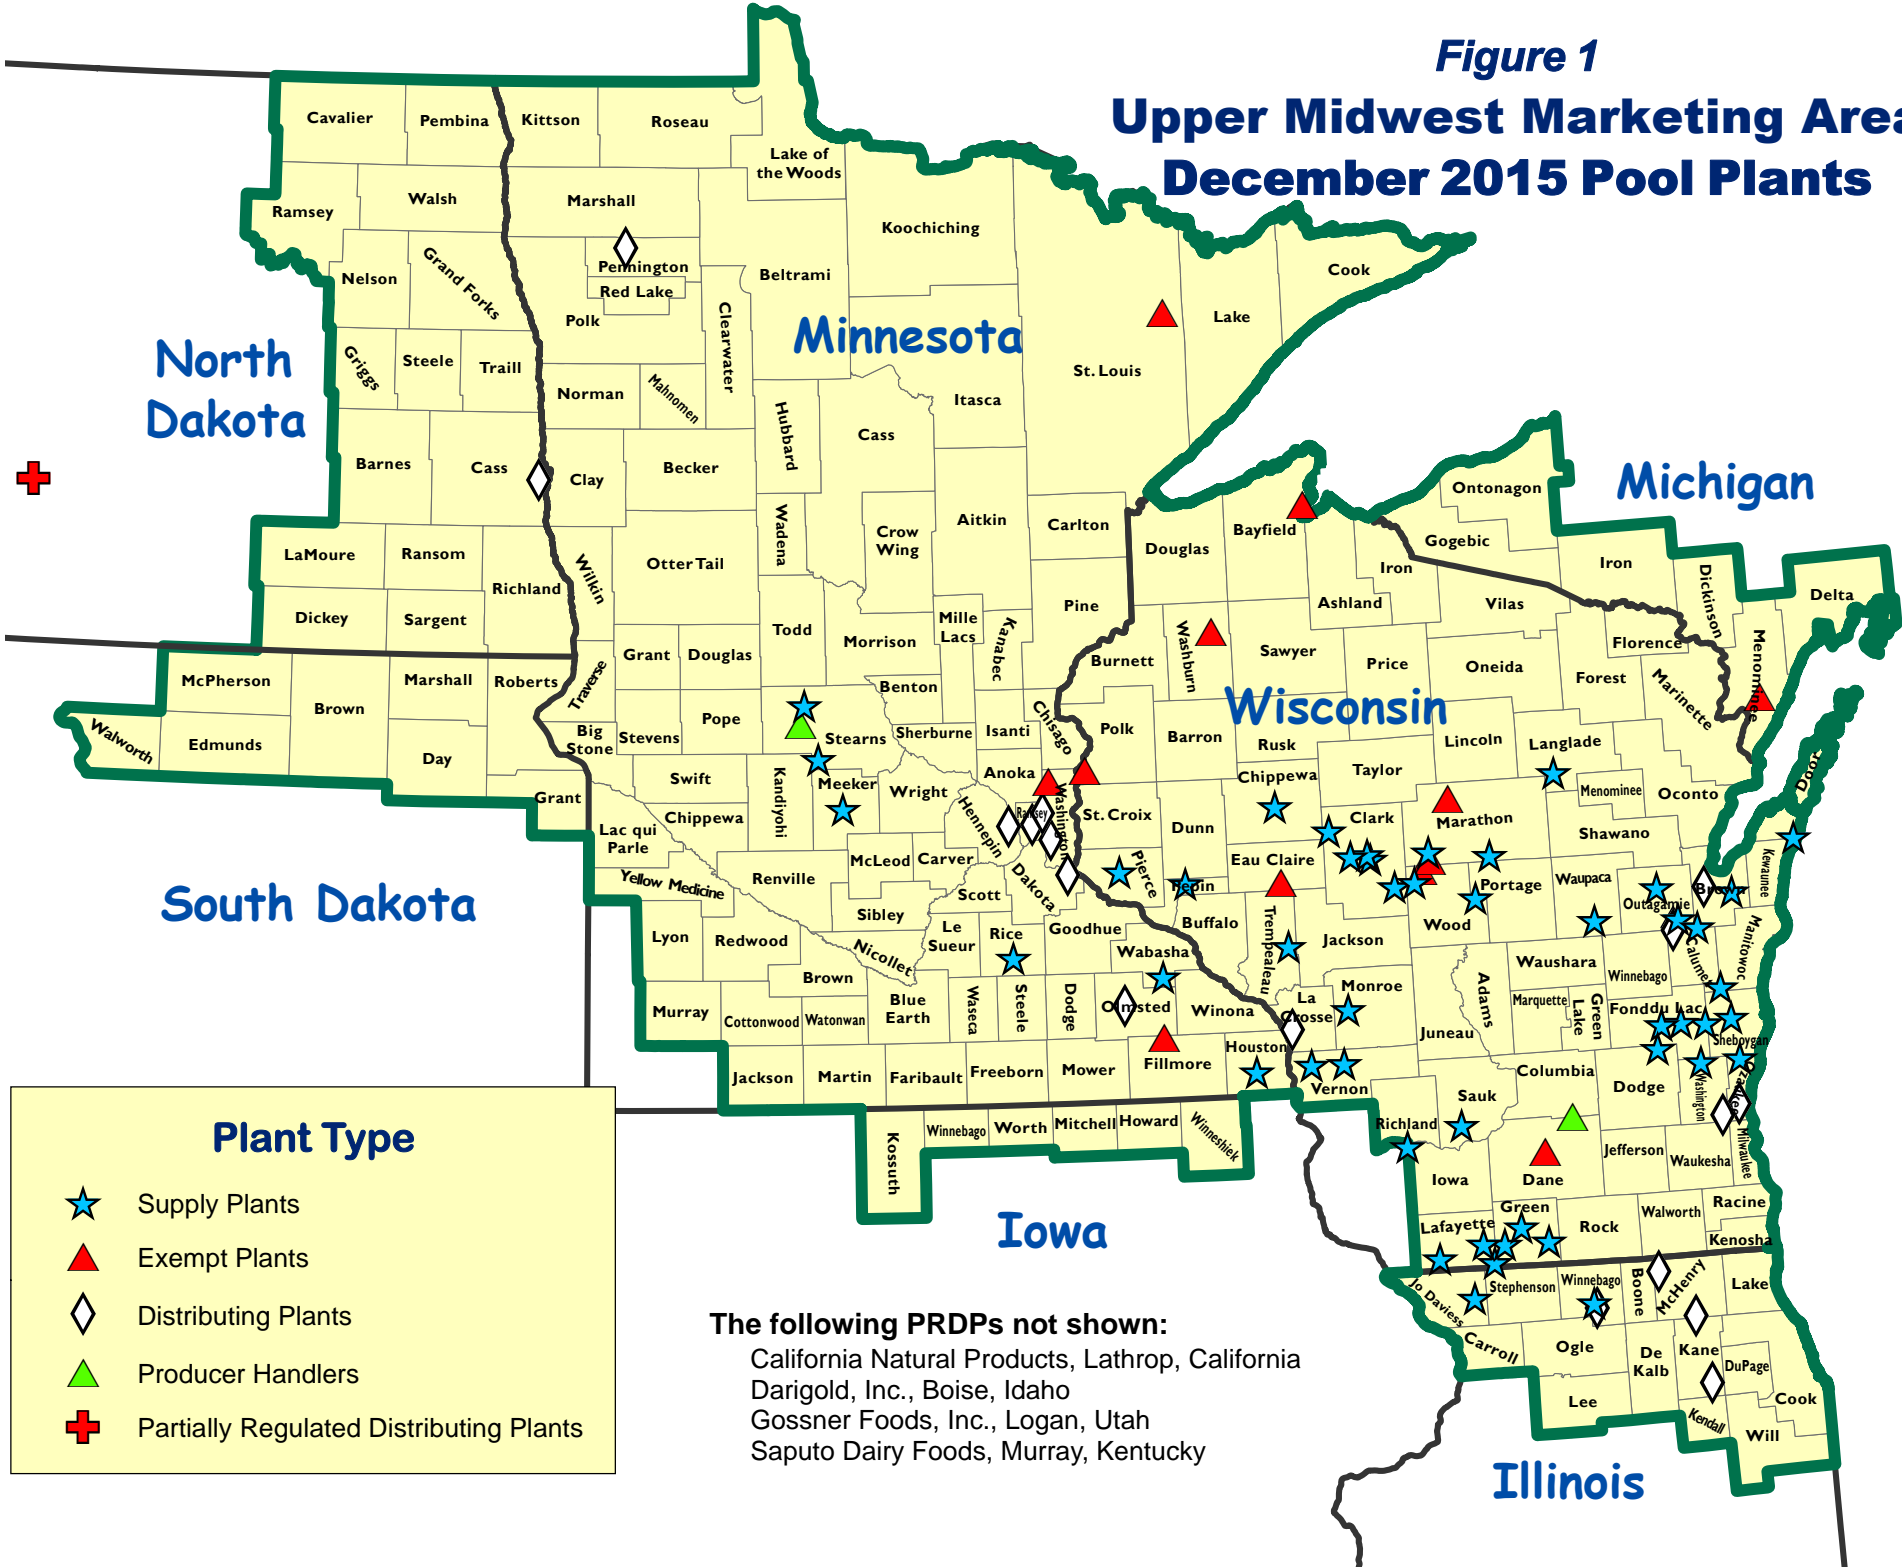 Figure 1
Upper Midwest Marketing Area
December 2015 Pool Plants
Cavalier
Pembina
Kittson
Roseau
Lake of
the Woods
Ramsey
Walsh
Marshall
Koochiching
Nelson
Grand Forks
Pennington
Red Lake
Beltrami
Cook
Polk
Clearwater
Lake
North
Dakota
Minnesota
Griggs
Steele
Traill
Norman
Mahnomen
St. Louis
Itasca
Hubbard
Cass
Barnes
Cass
Clay
Becker
Michigan
Ontonagon
Wadena
Crow
Wing
Aitkin
Carlton
Douglas
Bayfield
Gogebic
LaMoure
Ransom
Richland
Wilkin
Otter Tail
Iron
Iron
Dickinson
Delta
Dickey
Sargent
Todd
Morrison
Mille
Lacs
Kanabec
Pine
Ashland
Vilas
Florence
Menominee
Grant
Douglas
Burnett
Washburn
Sawyer
Price
Oneida
Forest
Marinette
McPherson
Brown
Marshall
Roberts
Traverse
Benton
Wisconsin
Walworth
Edmunds
Day
Big
Stone
Stevens
Pope
Stearns
Sherburne
Isanti
Chisago
Polk
Barron
Rusk
Lincoln
Langlade
Door
Grant
Swift
Kandiyohi
Meeker
Wright
Anoka
Chippewa
Taylor
Menominee
Oconto
Lac qui
Parle
Chippewa
Hennepin
Ramsey
Washington
St. Croix
Dunn
Clark
Marathon
Shawano
McLeod
Carver
Eau Claire
South Dakota
Yellow Medicine
Renville
Scott
Dakota
Pierce
Pepin
Portage
Waupaca
Outagamie
Brown
Kewaunee
Sibley
Buffalo
Trempealeau
Wood
Lyon
Redwood
Nicollet
Le
Sueur
Rice
Goodhue
Wabasha
Jackson
Calumet
Manitowoc
Brown
Waushara
Winnebago
Murray
Cottonwood
Watonwan
Blue
Earth
Waseca
Steele
Dodge
Olmsted
Winona
La
Crosse
Monroe
Juneau
Adams
Marquette
Green
Lake
Fond du Lac
Sheboygan
Jackson
Martin
Faribault
Freeborn
Mower
Fillmore
Houston
Vernon
Columbia
Dodge
Washington
Ozaukee
Sauk
Richland
Kossuth
Winnebago
Worth
Mitchell
Howard
Winneshiek
Jefferson
Waukesha
Milwaukee
Iowa
Dane
Iowa
Lafayette
Green
Rock
Walworth
Racine
Kenosha
Jo Daviess
Stephenson
Winnebago
Boone
McHenry
Lake
Carroll
Ogle
De
Kalb
Kane
DuPage
Lee
Kendall
Cook
Will
Illinois
Plant Type
Supply Plants
Exempt Plants
Distributing Plants
Producer Handlers
Partially Regulated Distributing Plants
The following PRDPs not shown:
California Natural Products, Lathrop, California
Darigold, Inc., Boise, Idaho
Gossner Foods, Inc., Logan, Utah
Saputo Dairy Foods, Murray, Kentucky